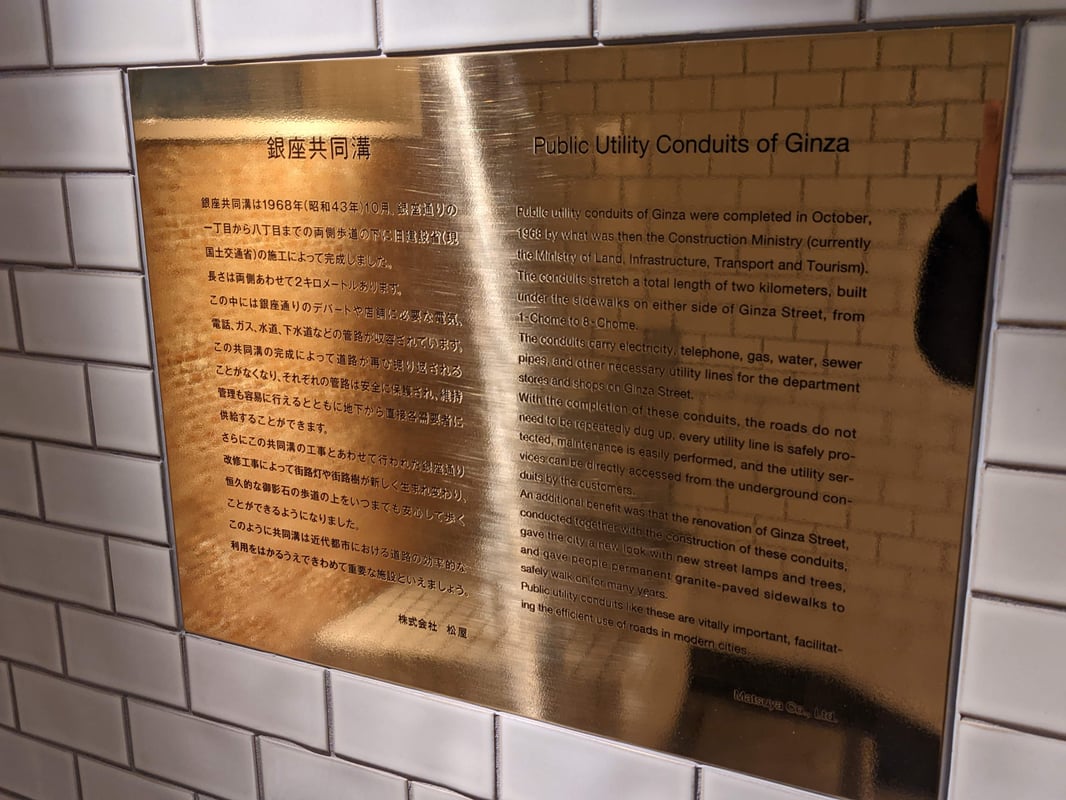 銀座共同溝
銀座共同溝は1968年(昭和43年)10月、銀座通りの
一丁目から八丁目までの両側歩道の下に旧建設省(現
国土交通省)の施工によって完成しました。
長さは両側あわせて2キロメートルあります。
この中には銀座通りのデパートや店舗に必要な電気、
電話、ガス、水道、下水道などの管路が収容されています。
この共同溝の完成によって道路が再び掘り返される
ことがなくなり、それぞれの管路は安全に保護され、維持
管理も容易に行えるとともに地下から直接各需要者に
供給することができます。
さらにこの共同溝の工事とあわせて行われた銀座通り
改修工事によって街路灯や街路樹が新しく生まれ変わり、
恒久的な御影石の歩道の上をいつまでも安心して歩く
ことができるようになりました。
このように共同溝は近代都市における道路の効率的な
利用をはかるうえできわめて重要な施設といえましょう。
株式会社 松屋
Public Utility Conduits of Ginza
Public utility conduits of Ginza were completed in October,
1968 by what was then the Construction Ministry (currently
the Ministry of Land, Infrastructure, Transport and Tourism).
The conduits stretch a total length of two kilometers, built
under the sidewalks on either side of Ginza Street, from
1-Chome to 8-Chome.
The conduits carry electricity, telephone, gas, water, sewer
pipes, and other necessary utility lines for the department
stores and shops on Ginza Street.
With the completion of these conduits, the roads do not
need to be repeatedly dug up, every utility line is safely pro-
tected, maintenance is easily performed, and the utility ser-
vices can be directly accessed from the underground con-
duits by the customers.
An additional benefit was that the renovation of Ginza Street,
conducted together with the construction of these conduits,
gave the city a new look with new street lamps and trees,
and gave people permanent granite-paved sidewalks to
safely walk on for many years.
Public utility conduits like these are vitally important, facilitat-
ing the efficient use of roads in modern cities.
Matsuya Co., Ltd.